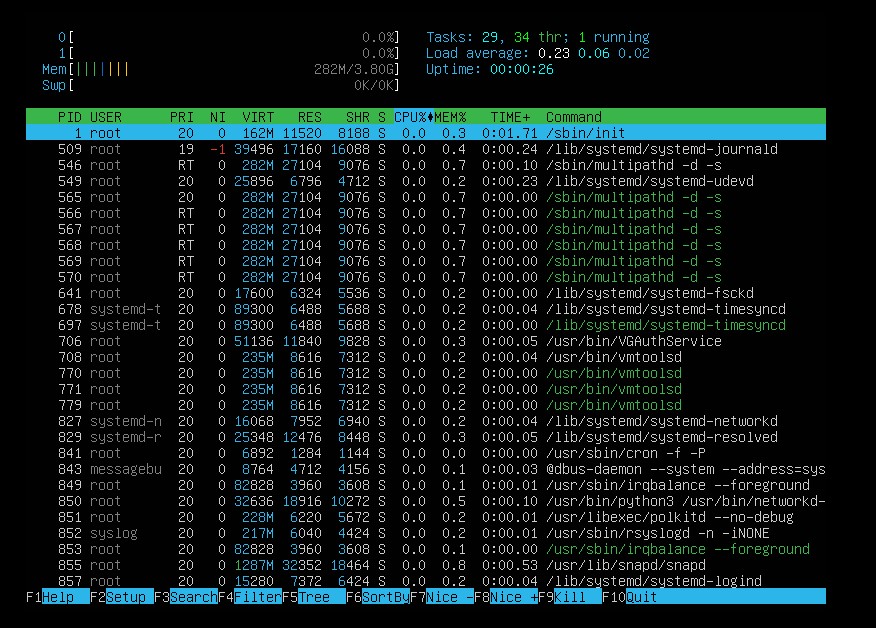 0[ 0.0%] Tasks: 29, 34 thr; 1 running
1[ 0.0%] Load average: 0.23 0.06 0.02
Mem[||||||| 282M/3.80G] Uptime: 00:00:26
Swp[ 0K/0K]
PID USER PRI NI VIRT RES SHR S CPU%♦MEM% TIME+ Command
1 root 20 0 162M 11520 8188 S 0.0 0.3 0:01.71 /sbin/init
509 root 19 -1 39496 17160 16088 S 0.0 0.4 0:00.24 /lib/systemd/systemd-journald
546 root RT 0 282M 27104 9076 S 0.0 0.7 0:00.10 /sbin/multipathd -d -s
549 root 20 0 25896 6796 4712 S 0.0 0.2 0:00.23 /lib/systemd/systemd-udevd
565 root 20 0 282M 27104 9076 S 0.0 0.7 0:00.00 /sbin/multipathd -d -s
566 root RT 0 282M 27104 9076 S 0.0 0.7 0:00.00 /sbin/multipathd -d -s
567 root RT 0 282M 27104 9076 S 0.0 0.7 0:00.00 /sbin/multipathd -d -s
568 root RT 0 282M 27104 9076 S 0.0 0.7 0:00.00 /sbin/multipathd -d -s
569 root RT 0 282M 27104 9076 S 0.0 0.7 0:00.00 /sbin/multipathd -d -s
570 root RT 0 282M 27104 9076 S 0.0 0.7 0:00.00 /sbin/multipathd -d -s
641 root 20 0 17600 6324 5536 S 0.0 0.2 0:00.00 /lib/systemd/systemd-fsckd
678 systemd-t 20 0 89300 6488 5688 S 0.0 0.2 0:00.04 /lib/systemd/systemd-timesyncd
697 systemd-t 20 0 89300 6488 5688 S 0.0 0.2 0:00.00 /lib/systemd/systemd-timesyncd
706 root 20 0 51136 11840 9828 S 0.0 0.3 0:00.05 /usr/bin/VGAuthService
708 root 20 0 235M 8616 7312 S 0.0 0.2 0:00.04 /usr/bin/vmtoolsd
770 root 20 0 235M 8616 7312 S 0.0 0.2 0:00.00 /usr/bin/vmtoolsd
771 root 20 0 235M 8616 7312 S 0.0 0.2 0:00.00 /usr/bin/vmtoolsd
779 root 20 0 235M 8616 7312 S 0.0 0.2 0:00.00 /usr/bin/vmtoolsd
827 systemd-n 20 0 16068 7952 6940 S 0.0 0.2 0:00.04 /lib/systemd/systemd-networkd
829 systemd-r 20 0 25348 12476 8448 S 0.0 0.3 0:00.05 /lib/systemd/systemd-resolved
841 root 20 0 6892 1284 1144 S 0.0 0.0 0:00.00 /usr/sbin/cron -f -P
843 messagebu 20 0 8764 4712 4156 S 0.0 0.1 0:00.03 @dbus-daemon --system --address=sys
849 root 20 0 82828 3960 3608 S 0.0 0.1 0:00.01 /usr/sbin/irqbalance --foreground
850 root 20 0 32636 18916 10272 S 0.0 0.5 0:00.10 /usr/bin/python3 /usr/bin/networkd-
851 root 20 0 228M 6220 5672 S 0.0 0.2 0:00.01 /usr/libexec/polkitd --no-debug
852 syslog 20 0 217M 6040 4424 S 0.0 0.2 0:00.01 /usr/sbin/rsyslogd -n -iNONE
853 root 20 0 82828 3960 3608 S 0.0 0.1 0:00.00 /usr/sbin/irqbalance --foreground
855 root 20 0 1287M 32352 18464 S 0.0 0.8 0:00.53 /usr/lib/snapd/snapd
857 root 20 0 15280 7372 6424 S 0.0 0.2 0:00.04 /lib/systemd/systemd-logind
F1Help F2Setup F3SearchF4FilterF5Tree F6SortByF7Nice -F8Nice +F9Kill F10Quit